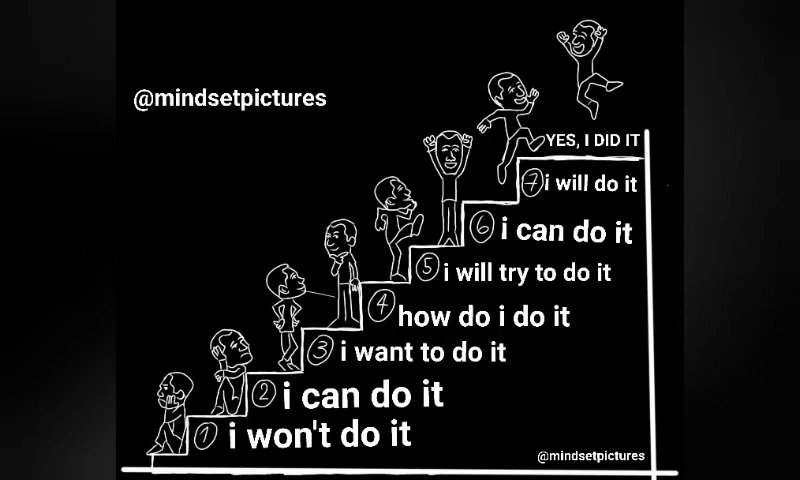 @mindsetpictures
YES, I DID IT
7 i will do it
6 i can do it
5 i will try to do it
4 how do i do it
3 i want to do it
2 i can do it
1 i won't do it
@mindsetpictures